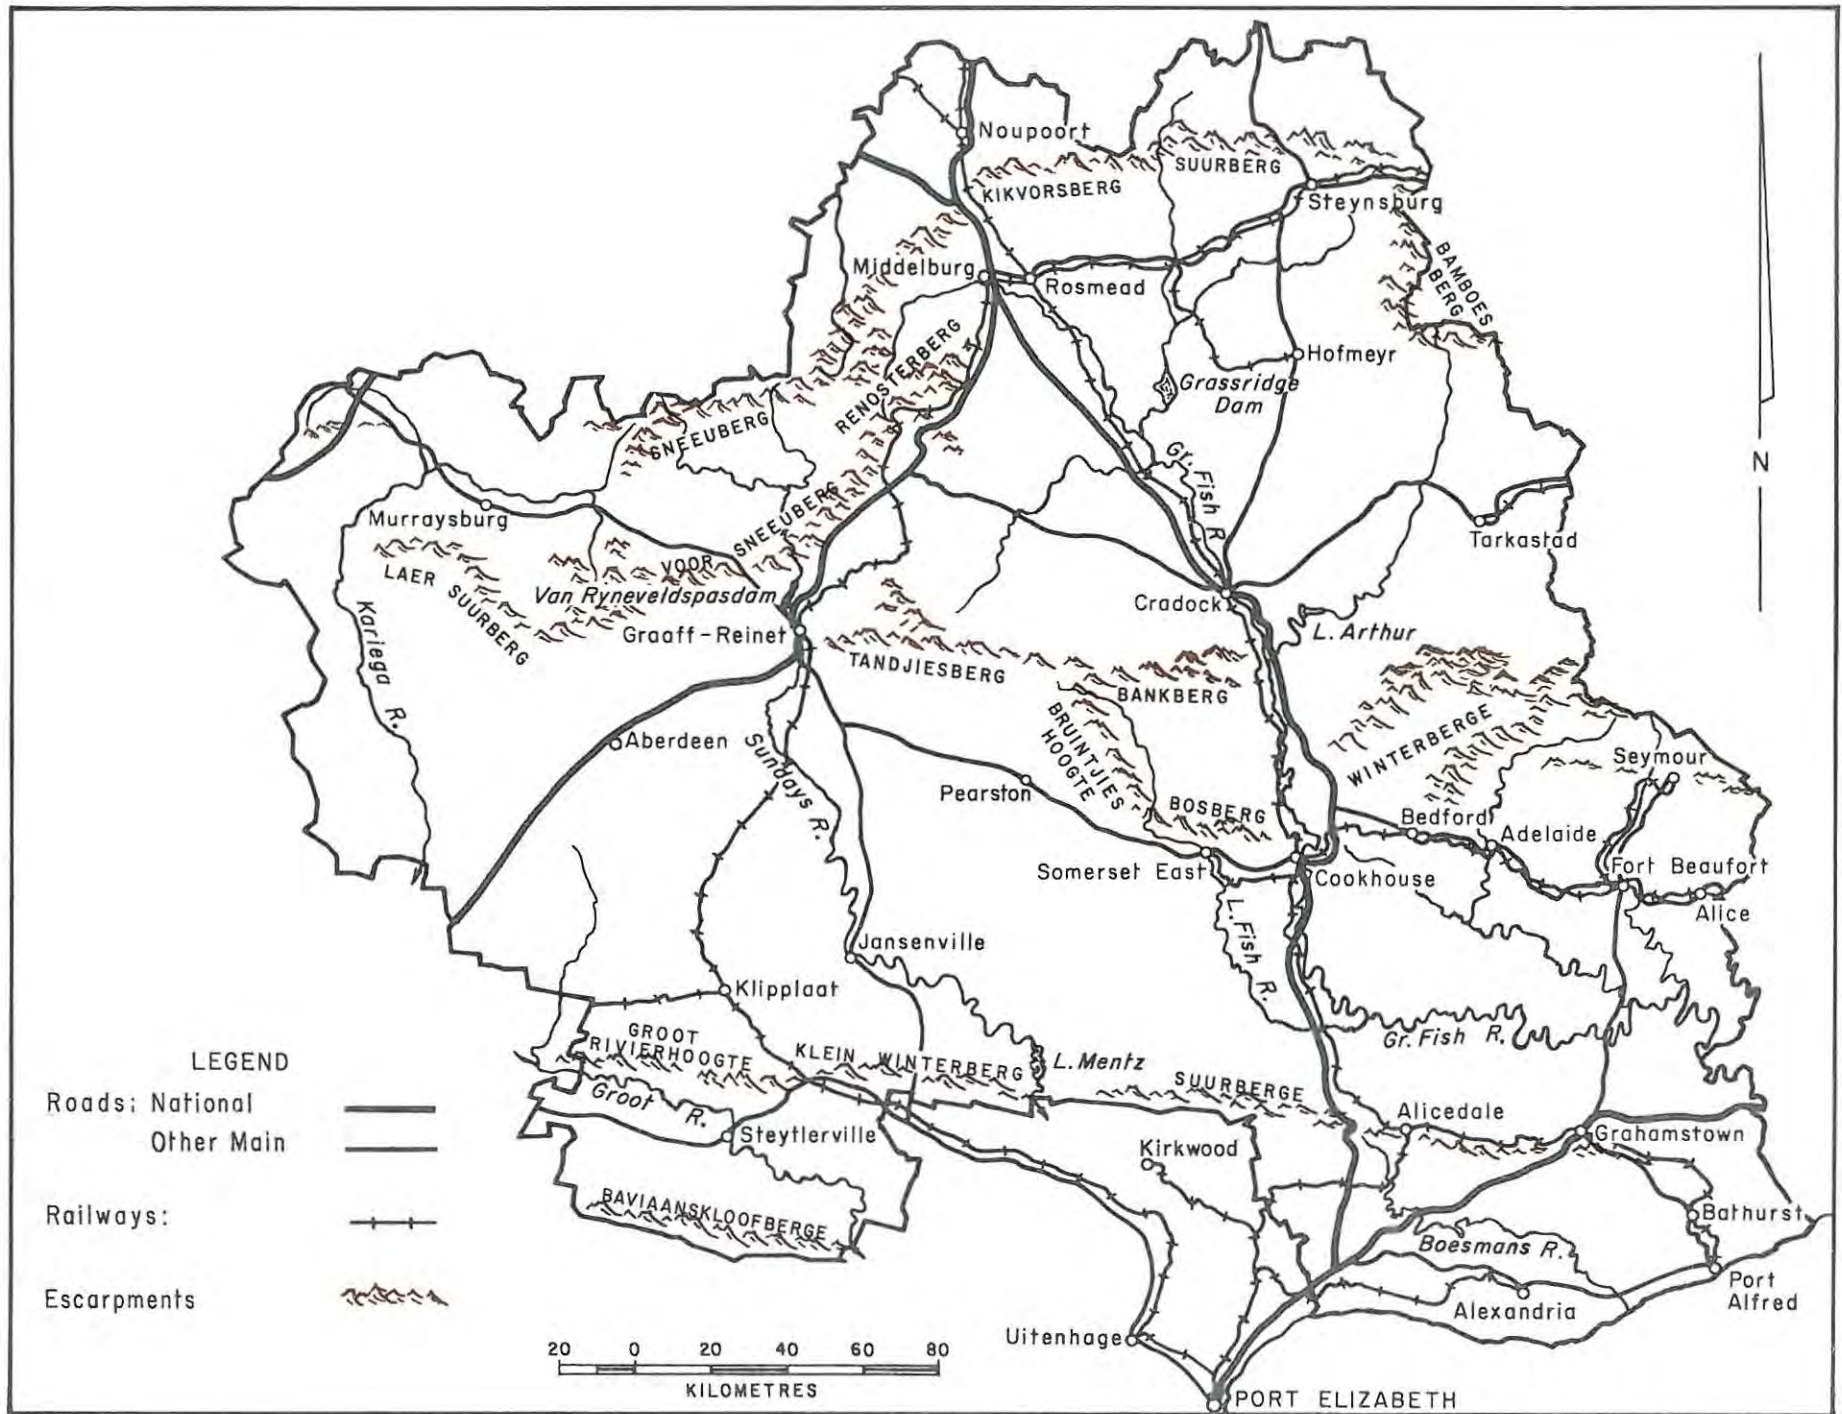 Noupoort
SUURBERG
KIKVORSBERG
Steynsburg
BAMBOES
BERG
Middelburg
Rosmead
RENOSTERBERG
Hofmeyr
Grassridge
Dam
SNEEUBERG
Gr. Fish R
N
Murraysburg
SNEEUBERG
VOOR
Tarkastad
LAER SUURBERG
Van Ryneveldspasdam
Cradock
Kariega R.
Graaff-Reinet
L. Arthur
TANDJIESBERG
BANKBERG
BRUINTJIES
HOOGTE
WINTERBERGE
Aberdeen
Sundays R.
Seymour
Pearston
BOSBERG
Bedford
Adelaide
Somerset East
Cookhouse
Fort Beaufort
Alice
L. Fish R.
Jansenville
Klipplaat
GROOT
RIVIERHOOGTE
KLEIN WINTERBERG
L. Mentz
Gr. Fish R.
SUURBERGE
Groot R.
Alicedale
Steytlerville
Kirkwood
Grahamstown
BAVIAANSKLOOFBERGE
Bathurst
Boesmans R.
Port
Alfred
Alexandria
Uitenhage
PORT ELIZABETH
LEGEND
Roads: National
Other Main
Railways:
Escarpments
20 0 20 40 60 80
KILOMETRES